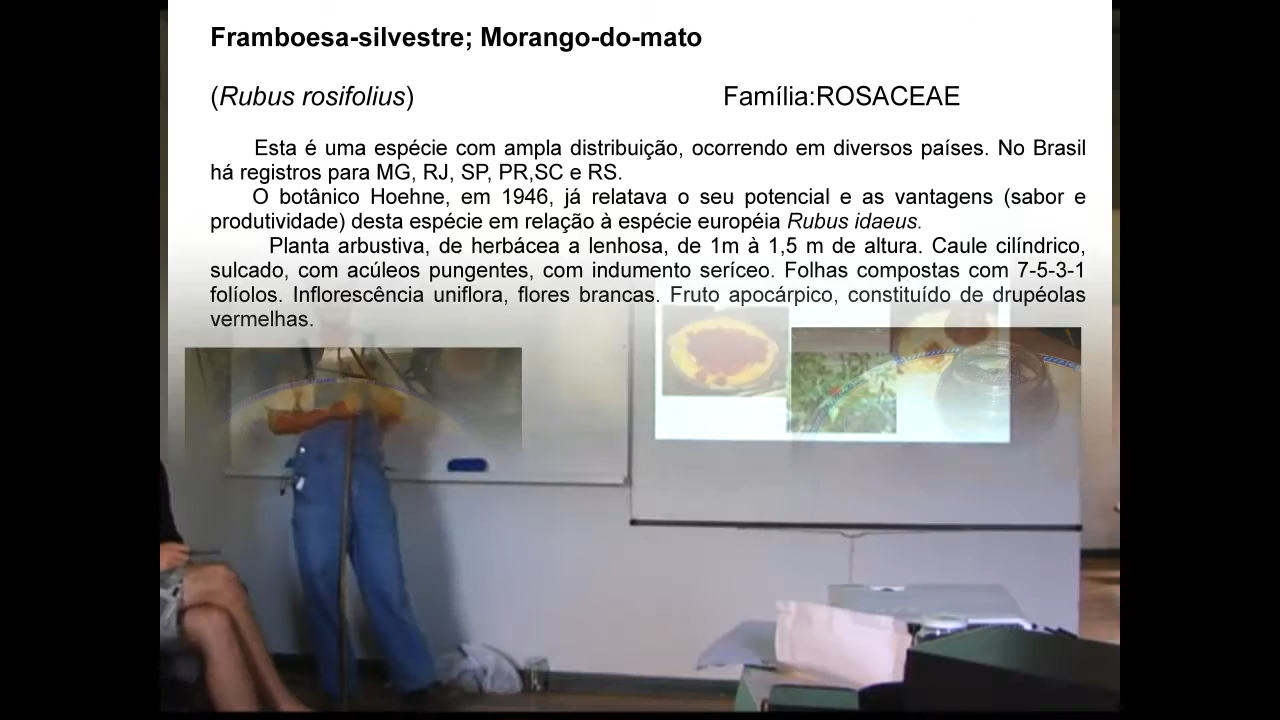 Framboesa-silvestre; Morango-do-mato
(Rubus rosifolius) Família:ROSACEAE
Esta é uma espécie com ampla distribuição, ocorrendo em diversos países. No Brasil
há registros para MG, RJ, SP, PR,SC e RS.
O botânico Hoehne, em 1946, já relatava o seu potencial e as vantagens (sabor e
produtividade) desta espécie em relação à espécie européia Rubus idaeus.
Planta arbustiva, de herbácea a lenhosa, de 1m à 1,5 m de altura. Caule cilíndrico,
sulcado, com acúleos pungentes, com indumento seríceo. Folhas compostas com 7-5-3-1
folíolos. Inflorescência uniflora, flores brancas. Fruto apocárpico, constituído de drupéolas
vermelhas.